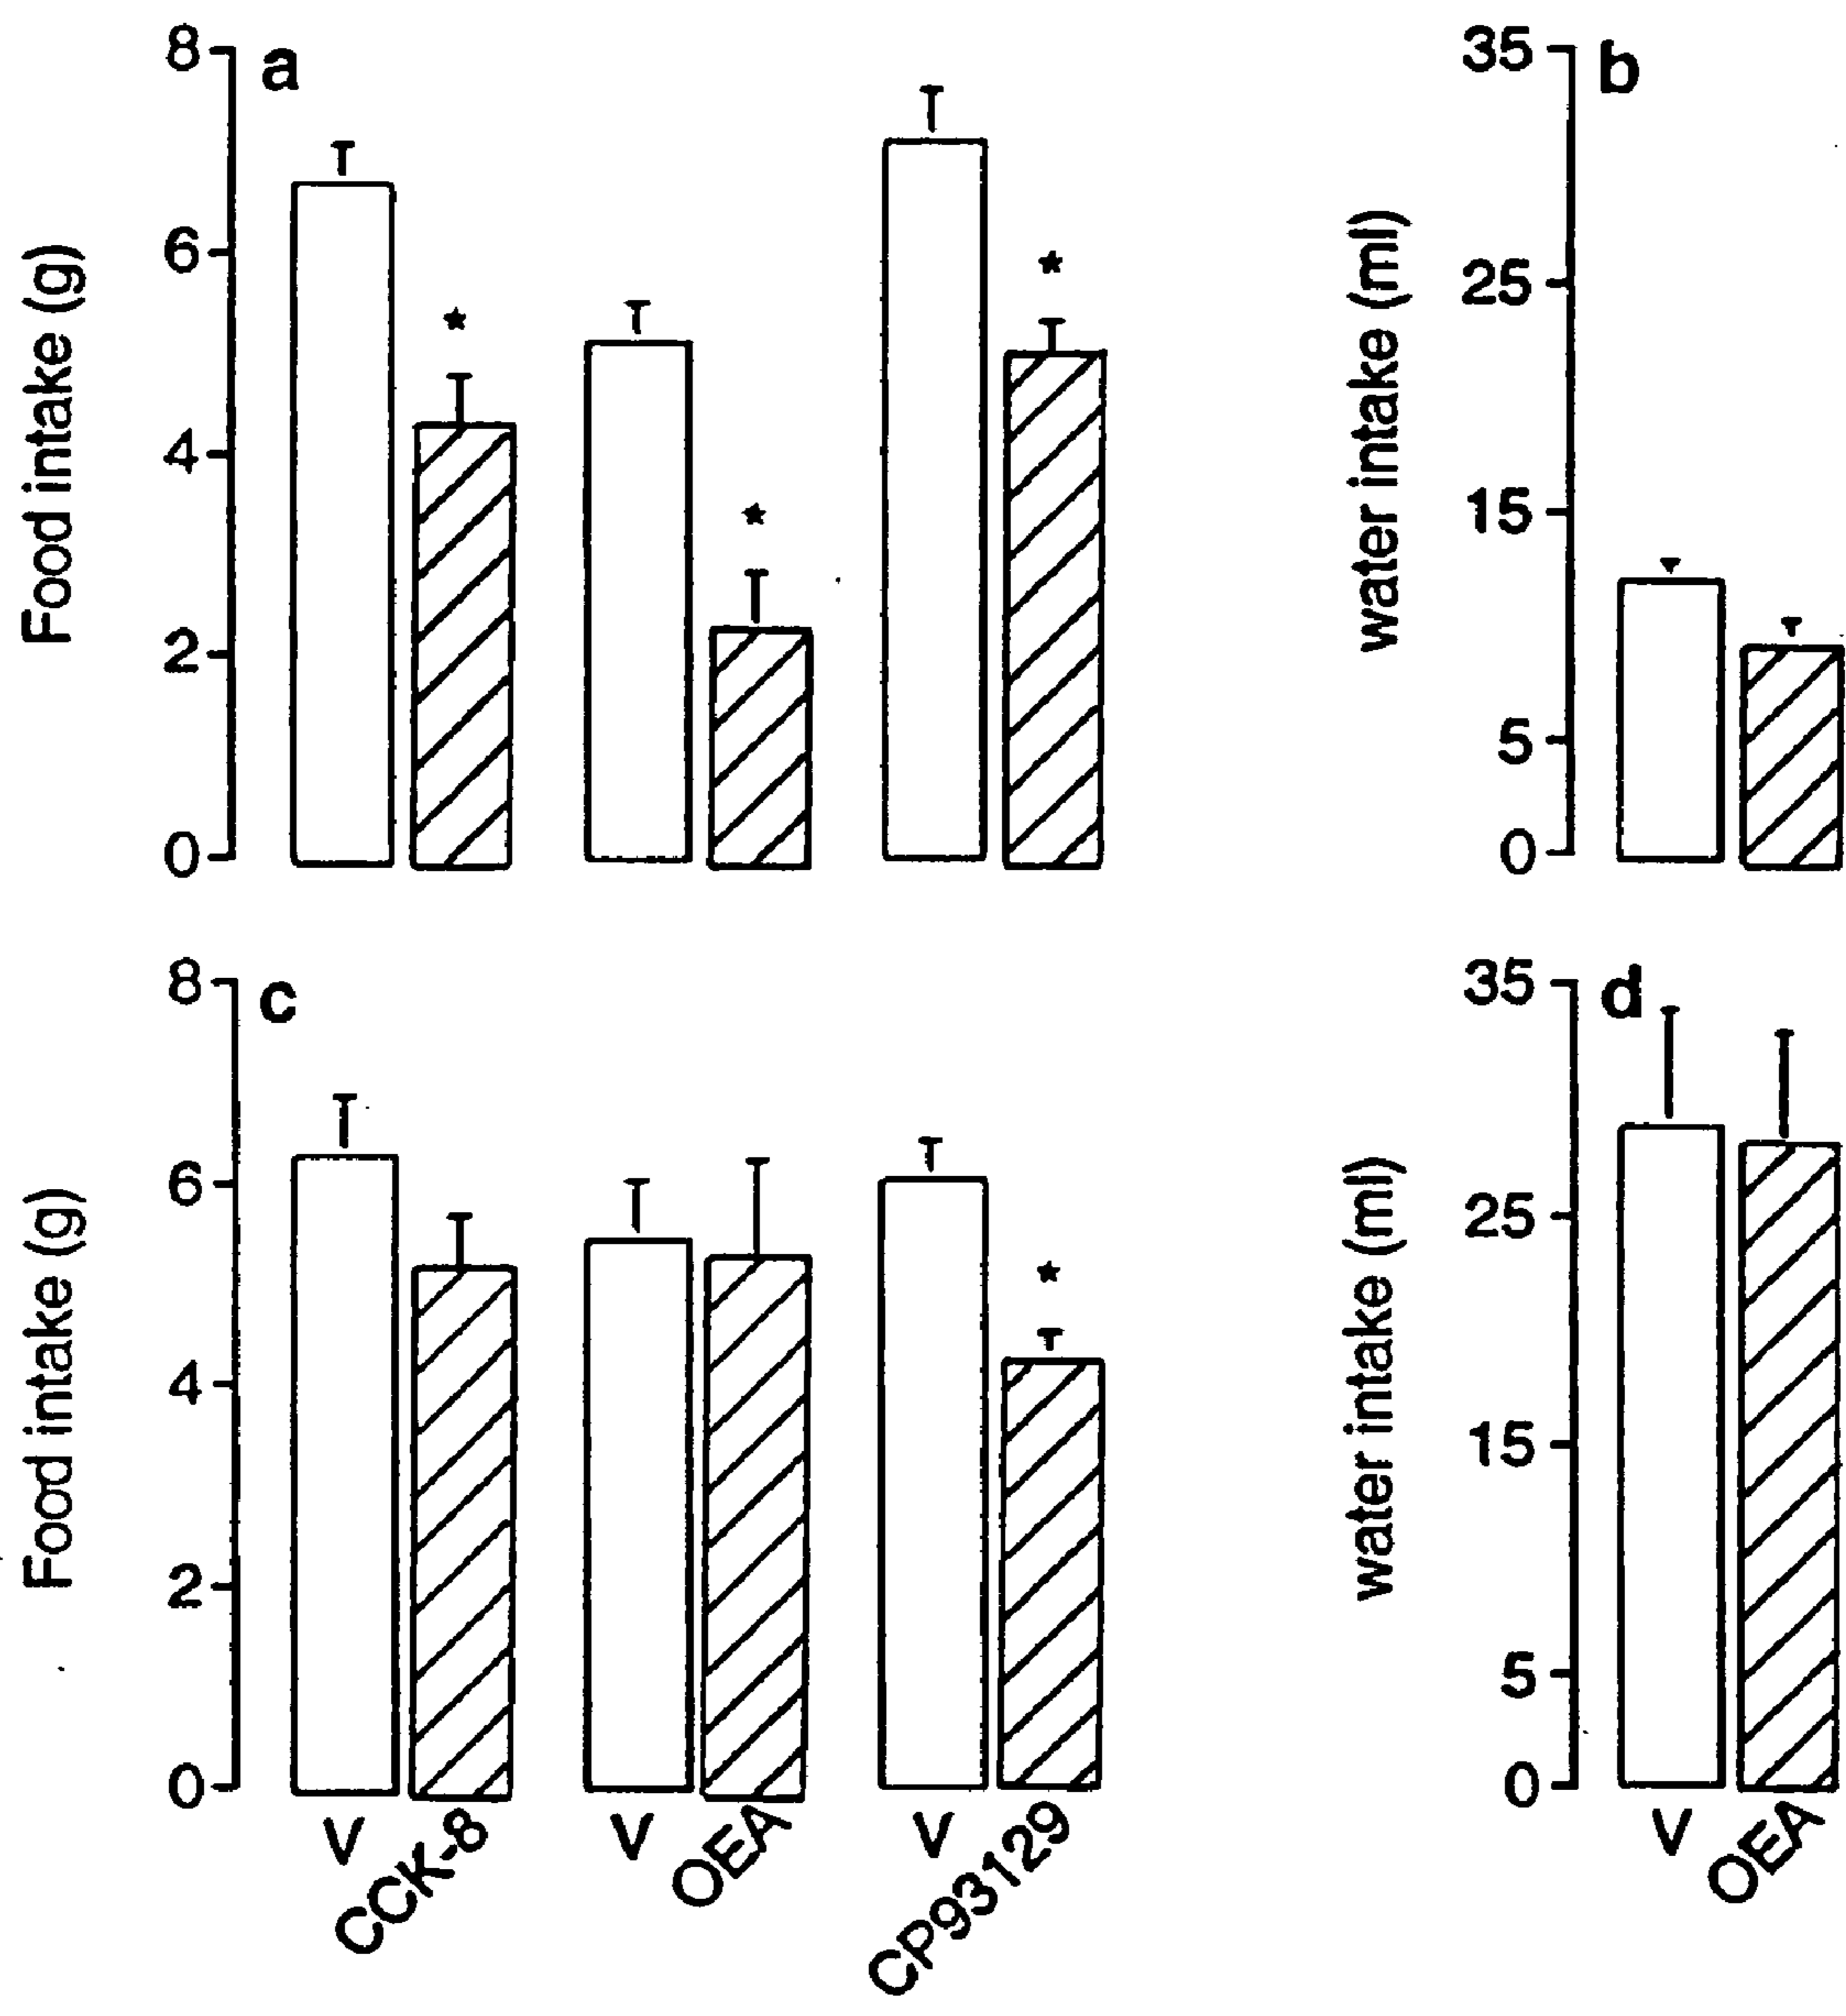 a
Food intake (g)
8
6
4
2
0
*
*
*
b
water intake (ml)
35
25
15
5
0
c
Food intake (g)
8
6
4
2
0
*
V
CCK-8
V
OEA
V
CP93129
d
water intake (ml)
35
25
15
5
0
V
OEA